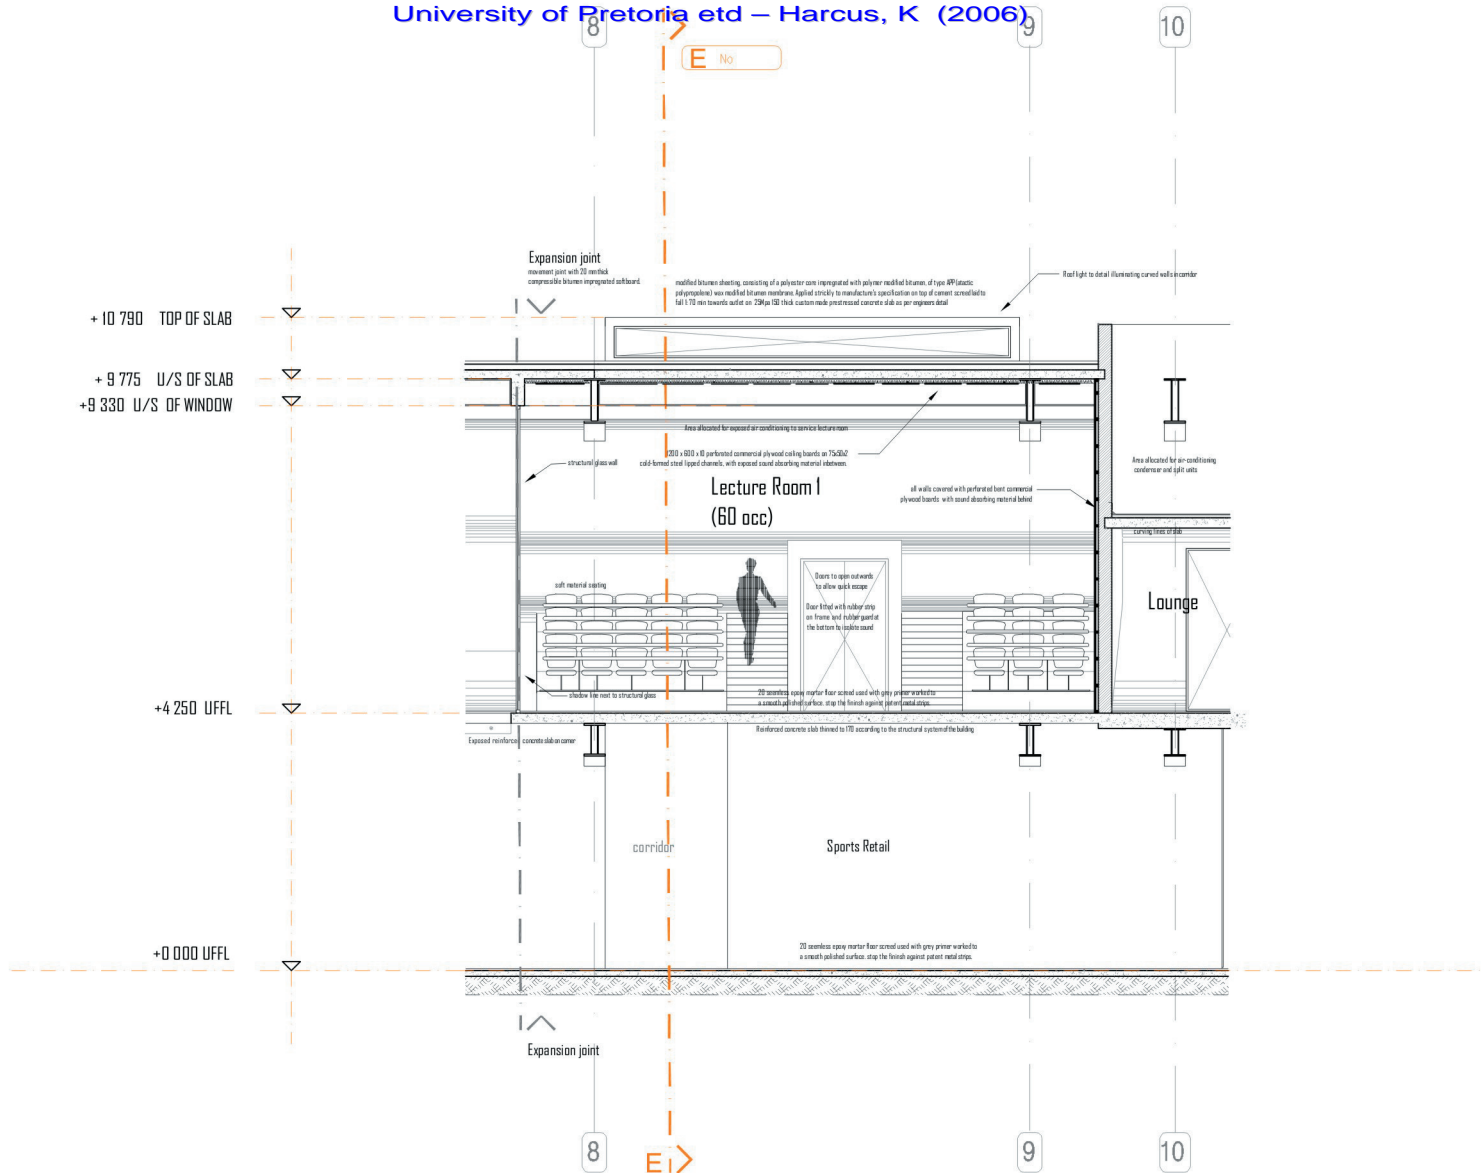 University of Pretoria etd – Harcus, K (2006)
8
9
10
E No
Expansion joint
movement joint with 20 mm thick
compressible bitumen impregnated softboard.
modified bitumen sheeting, consisting of a polyester core impregnated with polymer modified bitumen, of type APP (atactic
polypropolene) wax modified bitumen membrane. Applied strickly to manufacture's specification on top of cement screed laid to
fall 1:70 min towards outlet on 25Mpa 150 thick custom made prestressed concrete slab as per engineers detail
Roof light to detail illuminating curved walls in corridor
+ 10 790 TOP OF SLAB
+ 9 775 U/S OF SLAB
+9 330 U/S OF WINDOW
Area allocated for exposed air conditioning to service lecture room
1200 x 600 x 18 perforated commercial plywood ceiling boards on 75x50x2
cold-formed steel lipped channels, with exposed sound absorbing material inbetween.
structural glass wall
Area allocated for air-conditioning
condenser and split units
Lecture Room 1
(60 occ)
all walls covered with perforated bent commercial
plywood boards with sound absorbing material behind
curving lines of slab
soft material seating
Doors to open outwards
to allow quick escape
Door fitted with rubber strip
on frame and rubber guard at
the bottom to isolate sound
Lounge
shadow line next to structural glass
20 seemless epoxy mortar floor screed used with grey primer worked to
a smooth polished surface. stop the fininsh against patent metal strips.
+4 250 UFFL
Reinforced concrete slab thinned to 170 according to the structural system of the building
Exposed reinforced concrete slab on corner
corridor
Sports Retail
+0 000 UFFL
20 seemless epoxy mortar floor screed used with grey primer worked to
a smooth polished surface. stop the fininsh against patent metal strips.
Expansion joint
8
E
9
10